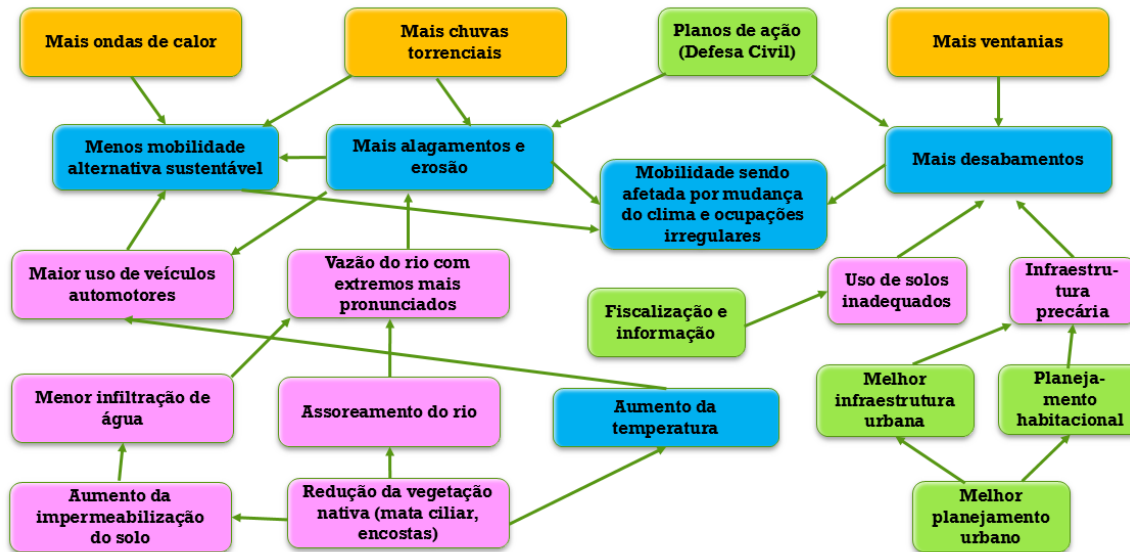 Mais ondas de calor
Mais chuvas
torrenciais
Planos de ação
(Defesa Civil)
Mais ventanias
Menos mobilidade
alternativa sustentável
Mais alagamentos e
erosão
Mobilidade sendo
afetada por mudança
do clima e ocupações
irregulares
Mais desabamentos
Maior uso de veículos
automotores
Vazão do rio com
extremos mais
pronunciados
Fiscalização e
informação
Uso de solos
inadequados
Infraestru-
tura
precária
Menor infiltração de
água
Assoreamento do rio
Aumento da
temperatura
Melhor
infraestrutura
urbana
Planeja-
mento
habitacional
Aumento da
impermeabilização
do solo
Redução da vegetação
nativa (mata ciliar,
encostas)
Melhor
planejamento
urbano